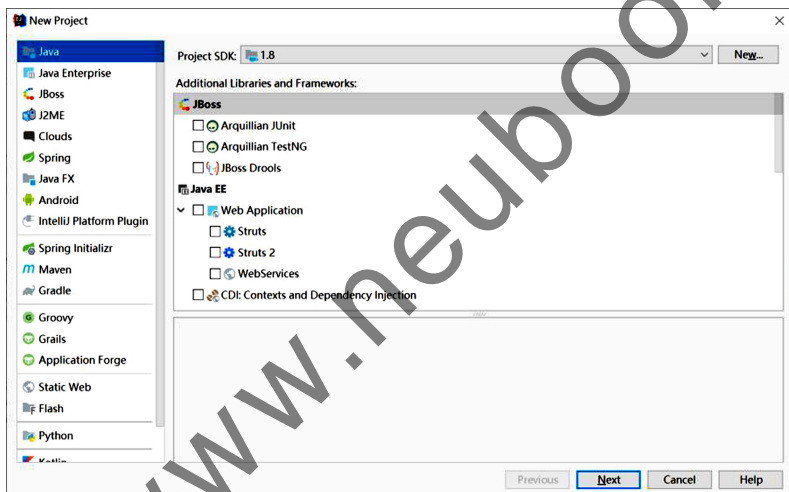 New Project
Java
Java Enterprise
JBoss
J2ME
Clouds
Spring
Java FX
Android
IntelliJ Platform Plugin
Spring Initializr
Maven
Gradle
Groovy
Grails
Application Forge
Static Web
Flash
Python
Kotlin
Project SDK: 1.8 New...
Additional Libraries and Frameworks:
JBoss
Arquillian JUnit
Arquillian TestNG
JBoss Drools
Java EE
Web Application
Struts
Struts 2
WebServices
CDI: Contexts and Dependency Injection
Previous Next Cancel Help
www.neuboo